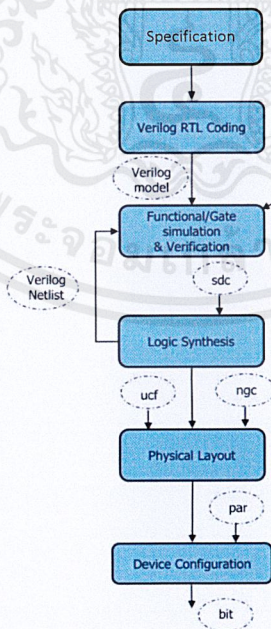 Specification
Verilog RTL Coding
Verilog
model
Functional/Gate
simulation
& Verification
Verilog
Netlist
sdc
Logic Synthesis
ucf
ngc
Physical Layout
par
Device Configuration
bit